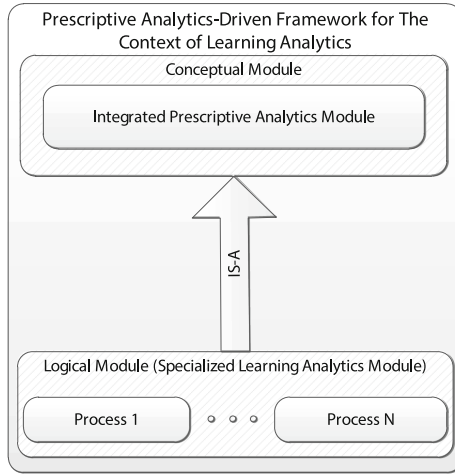 Prescriptive Analytics-Driven Framework for The
Context of Learning Analytics
Conceptual Module
Integrated Prescriptive Analytics Module
IS-A
Logical Module (Specialized Learning Analytics Module)
Process 1
Process N